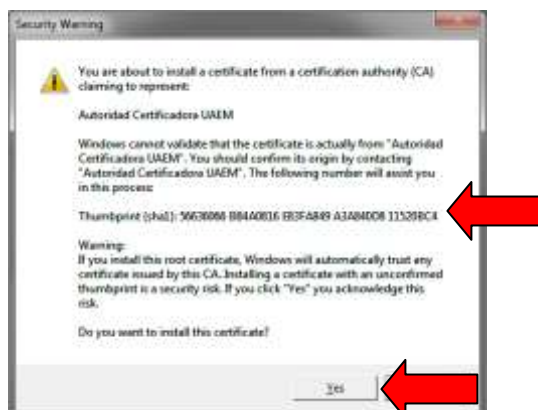 Security Warning
You are about to install a certificate from a certification authority (CA)
claiming to represent:
Autoridad Certificadora UAEM
Windows cannot validate that the certificate is actually from "Autoridad
Certificadora UAEM". You should confirm its origin by contacting
"Autoridad Certificadora UAEM". The following number will assist you
in this process:
Thumbprint (sha1):
Warning:
If you install this root certificate, Windows will automatically trust any
certificate issued by this CA. Installing a certificate with an unconfirmed
thumbprint is a security risk. If you click "Yes" you acknowledge this
risk.
Do you want to install this certificate?
Yes